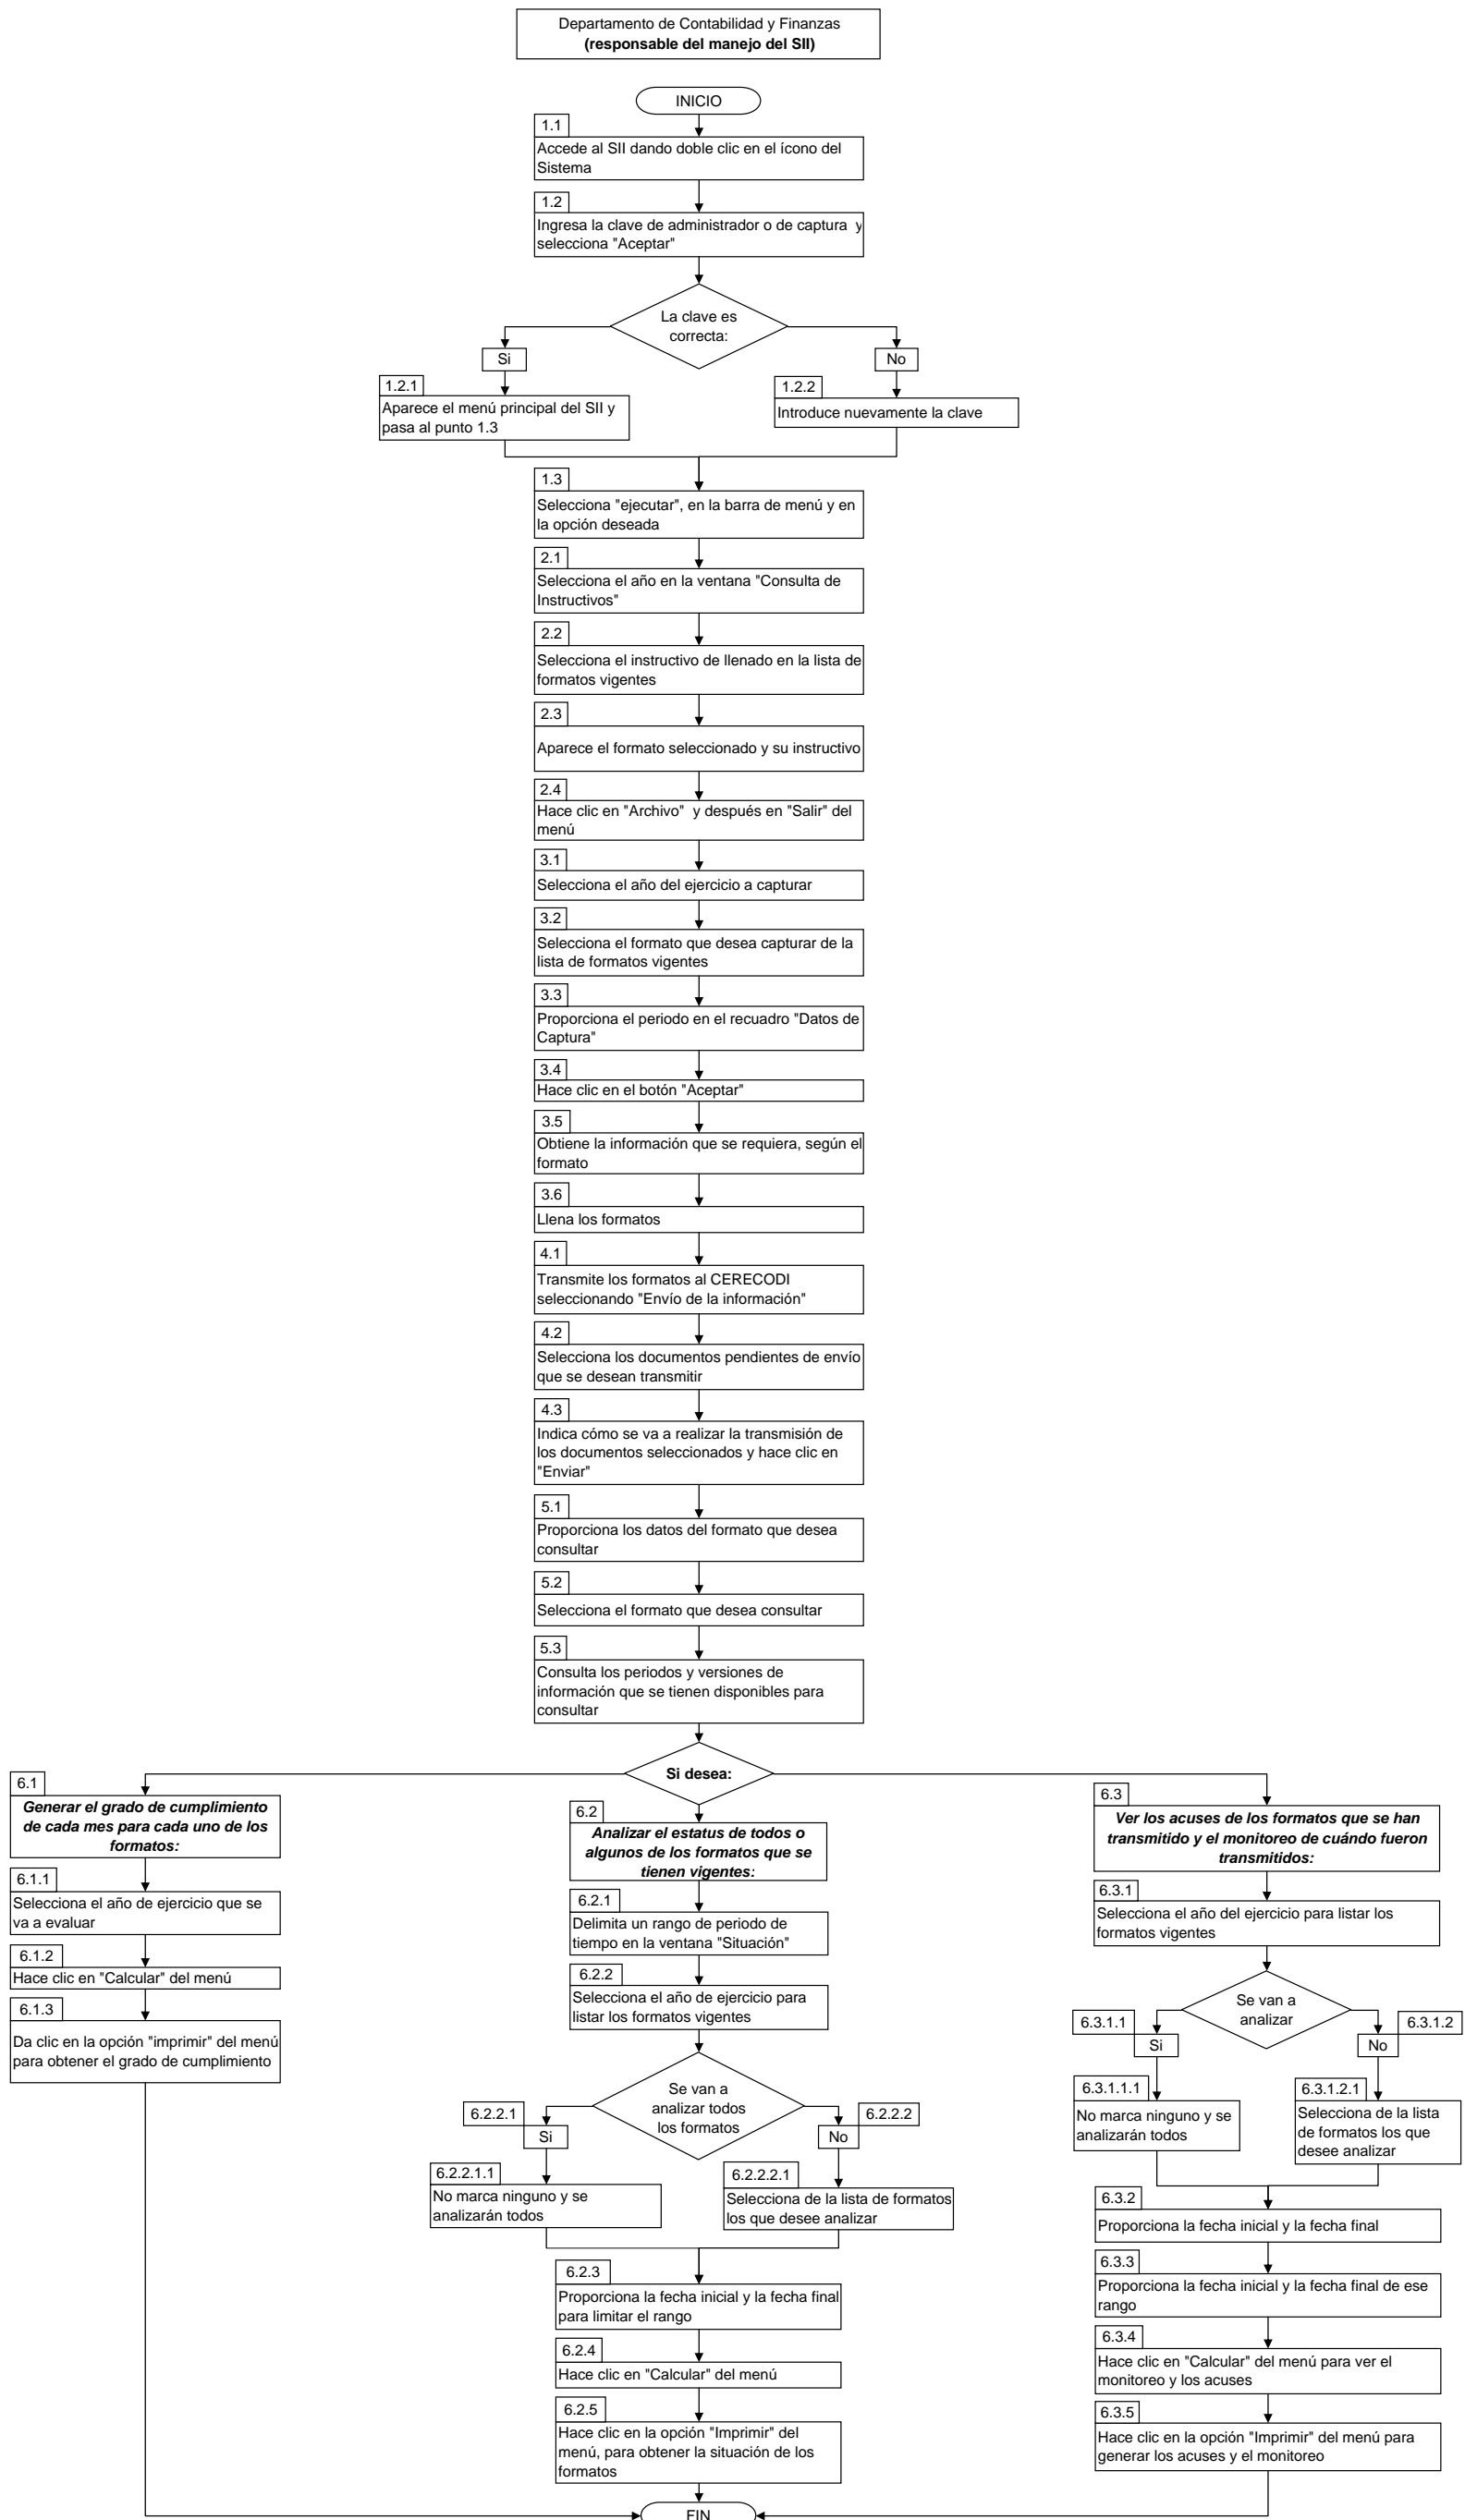 Departamento de Contabilidad y Finanzas
(responsable del manejo del SII)
INICIO
1.1
Accede al SII dando doble clic en el ícono del
Sistema
1.2
Ingresa la clave de administrador o de captura y
selecciona "Aceptar"
La clave es
correcta:
Si
No
1.2.1
Aparece el menú principal del SII y
pasa al punto 1.3
1.2.2
Introduce nuevamente la clave
1.3
Selecciona "ejecutar", en la barra de menú y en
la opción deseada
2.1
Selecciona el año en la ventana "Consulta de
Instructivos"
2.2
Selecciona el instructivo de llenado en la lista de
formatos vigentes
2.3
Aparece el formato seleccionado y su instructivo
2.4
Hace clic en "Archivo" y después en "Salir" del
menú
3.1
Selecciona el año del ejercicio a capturar
3.2
Selecciona el formato que desea capturar de la
lista de formatos vigentes
3.3
Proporciona el periodo en el recuadro "Datos de
Captura"
3.4
Hace clic en el botón "Aceptar"
3.5
Obtiene la información que se requiera, según el
formato
3.6
Llena los formatos
4.1
Transmite los formatos al CERECODI
seleccionando "Envío de la información"
4.2
Selecciona los documentos pendientes de envío
que se desean transmitir
4.3
Indica cómo se va a realizar la transmisión de
los documentos seleccionados y hace clic en
"Enviar"
5.1
Proporciona los datos del formato que desea
consultar
5.2
Selecciona el formato que desea consultar
5.3
Consulta los periodos y versiones de
información que se tienen disponibles para
consultar
Si desea:
6.1
Generar el grado de cumplimiento
de cada mes para cada uno de los
formatos:
6.1.1
Selecciona el año de ejercicio que se
va a evaluar
6.1.2
Hace clic en "Calcular" del menú
6.1.3
Da clic en la opción "imprimir" del menú
para obtener el grado de cumplimiento
6.2
Analizar el estatus de todos o
algunos de los formatos que se
tienen vigentes:
6.2.1
Delimita un rango de periodo de
tiempo en la ventana "Situación"
6.2.2
Selecciona el año de ejercicio para
listar los formatos vigentes
Se van a
analizar todos
los formatos
6.2.2.1
Si
6.2.2.2
No
6.2.2.1.1
No marca ninguno y se
analizarán todos
6.2.2.2.1
Selecciona de la lista de formatos
los que desee analizar
6.2.3
Proporciona la fecha inicial y la fecha final
para limitar el rango
6.2.4
Hace clic en "Calcular" del menú
6.2.5
Hace clic en la opción "Imprimir" del
menú, para obtener la situación de los
formatos
6.3
Ver los acuses de los formatos que se han
transmitido y el monitoreo de cuándo fueron
transmitidos:
6.3.1
Selecciona el año del ejercicio para listar los
formatos vigentes
Se van a
analizar
6.3.1.1
Si
6.3.1.2
No
6.3.1.1.1
No marca ninguno y se
analizarán todos
6.3.1.2.1
Selecciona de la lista
de formatos los que
desee analizar
6.3.2
Proporciona la fecha inicial y la fecha final
6.3.3
Proporciona la fecha inicial y la fecha final de ese
rango
6.3.4
Hace clic en "Calcular" del menú para ver el
monitoreo y los acuses
6.3.5
Hace clic en la opción "Imprimir" del menú para
generar los acuses y el monitoreo
FIN